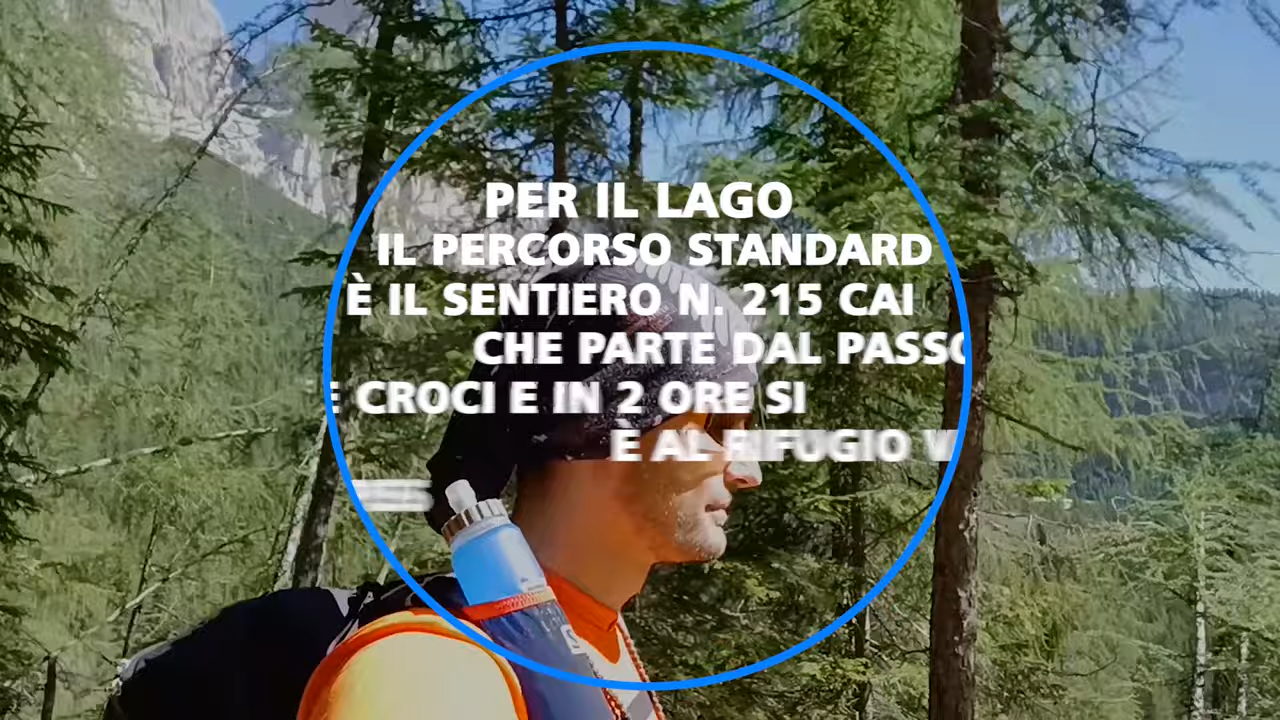 PER IL LAGO
IL PERCORSO STANDARD
È IL SENTIERO N. 215 CAI
CHE PARTE DAL PASSO
CROCI E IN 2 ORE SI
È AL RIFUGIO